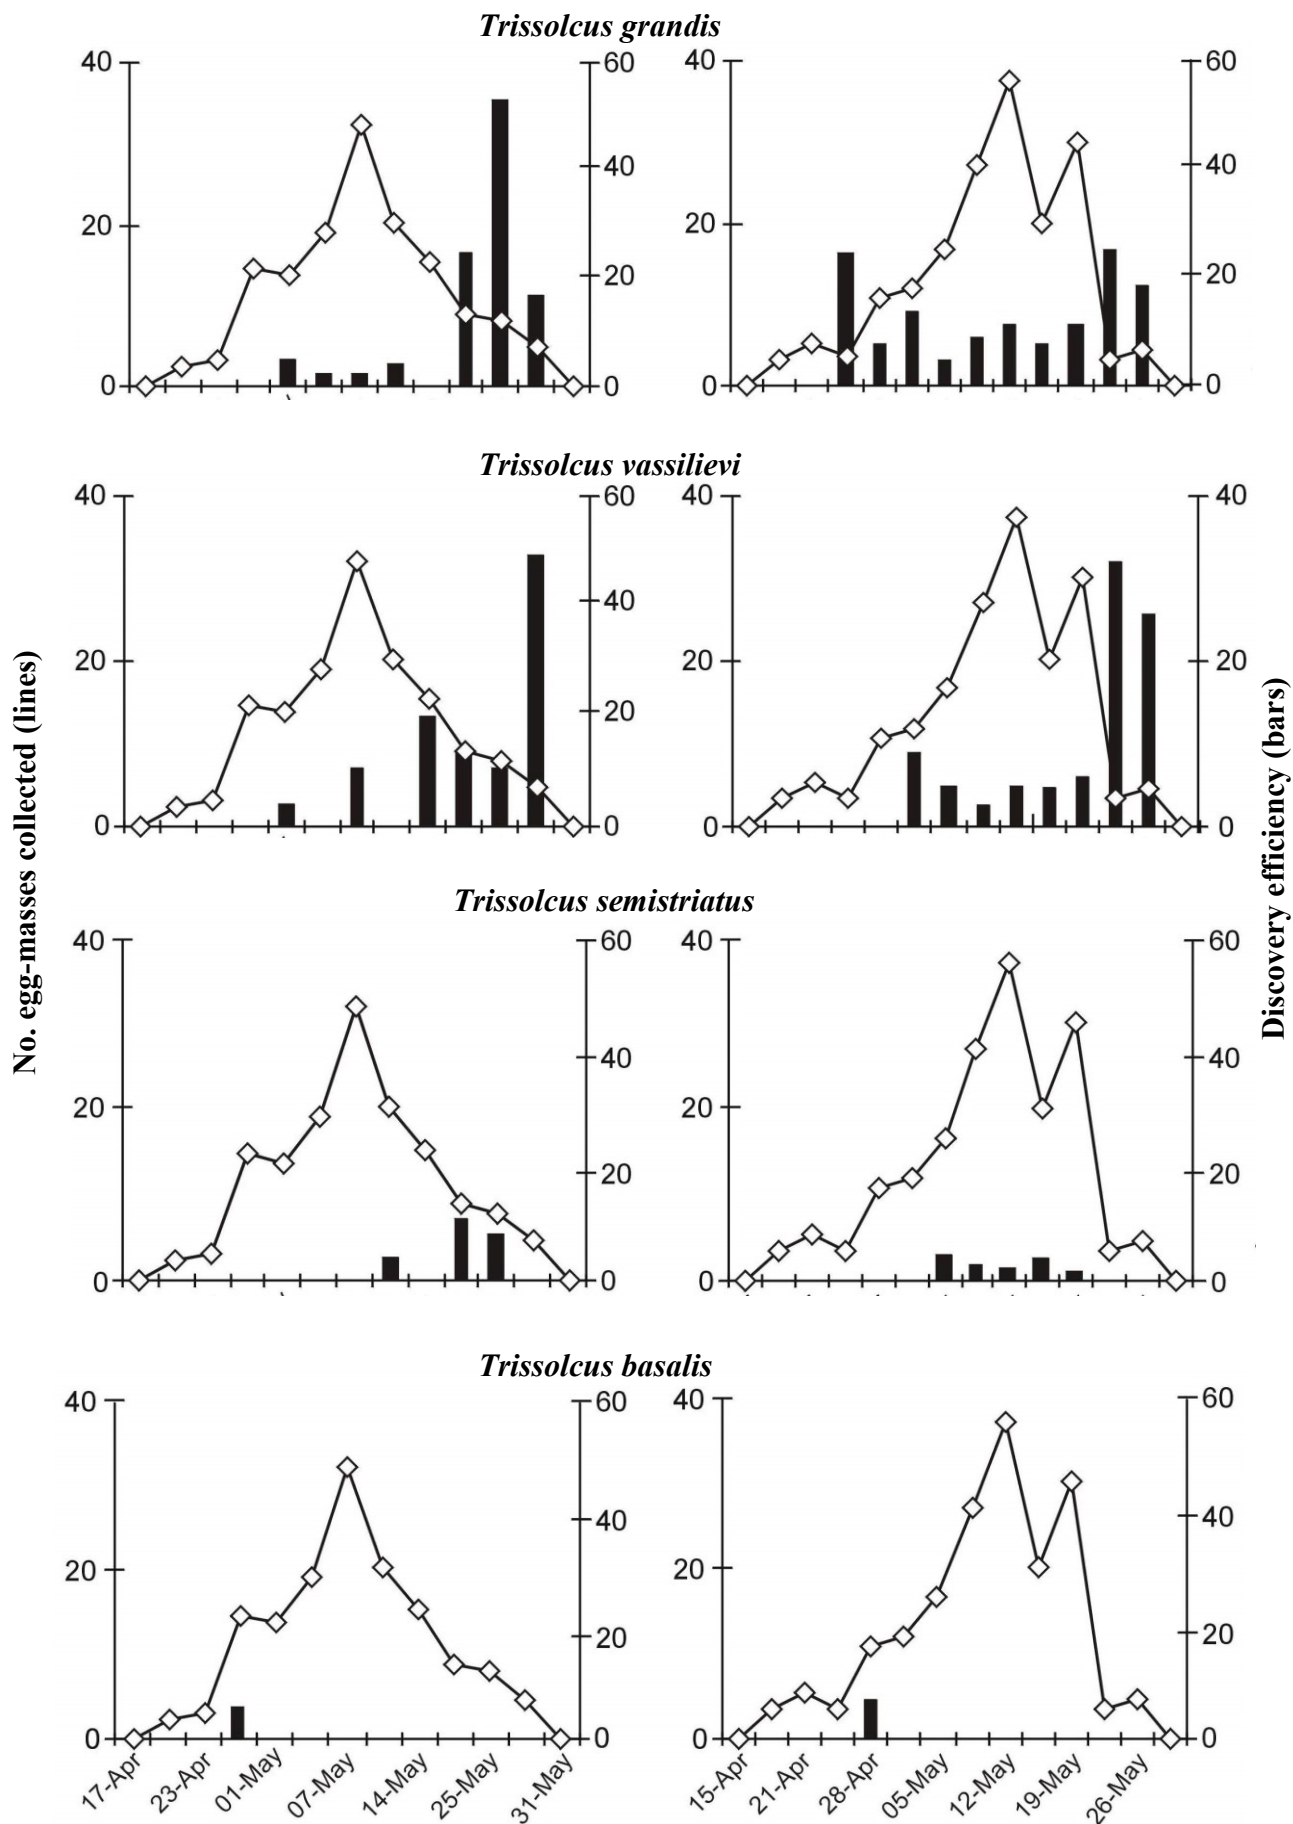 Trissolcus grandis
40 60 40 60
40 40
20 20
20 20
0 0 0 0
Trissolcus vassilievi
40 60 40 40
40
20 20 20
20
0 0 0 0
No. egg-masses collected (lines)
Discovery efficiency (bars)
Trissolcus semistriatus
40 60 40 60
40 40
20 20
20 20
0 0 0 0
Trissolcus basalis
40 60 40 60
40 40
20 20
20 20
0 0 0 0
17-Apr 23-Apr 01-May 07-May 14-May 25-May 31-May 15-Apr 21-Apr 28-Apr 05-May 12-May 19-May 26-May